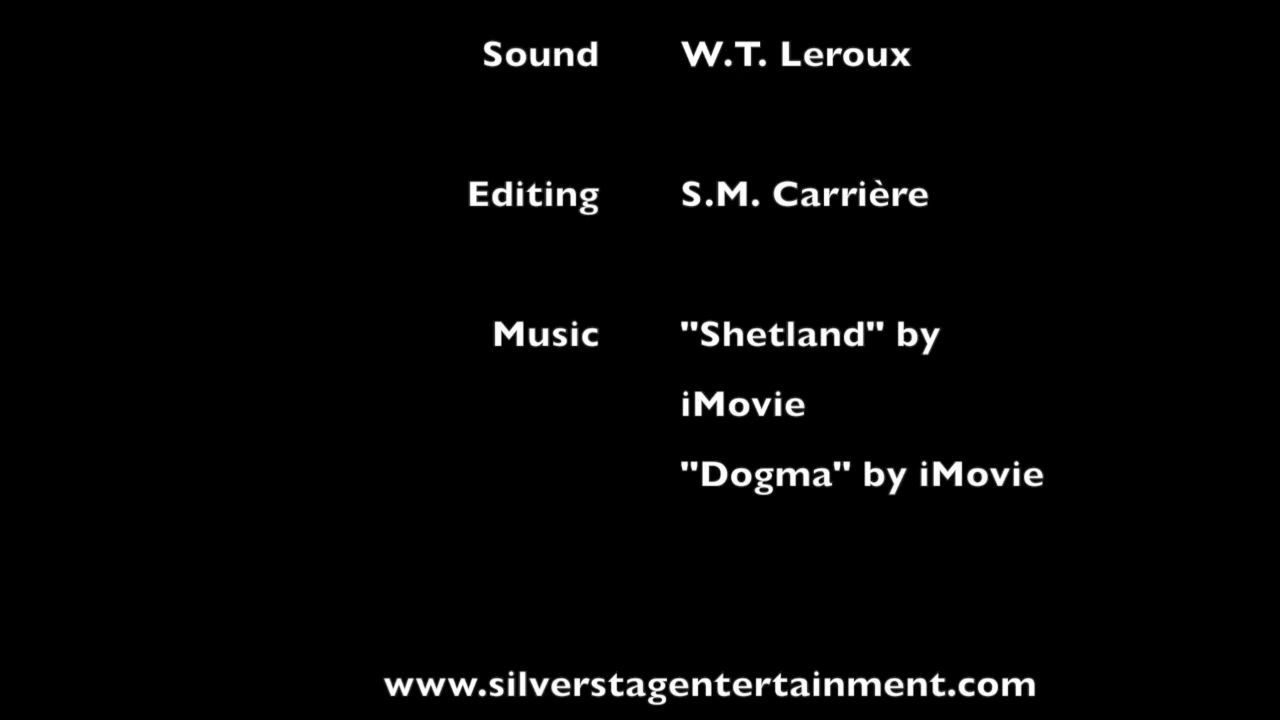 Sound W.T. Leroux
Editing S.M. Carrière
Music "Shetland" by
iMovie
"Dogma" by iMovie
www.silverstagentertainment.com